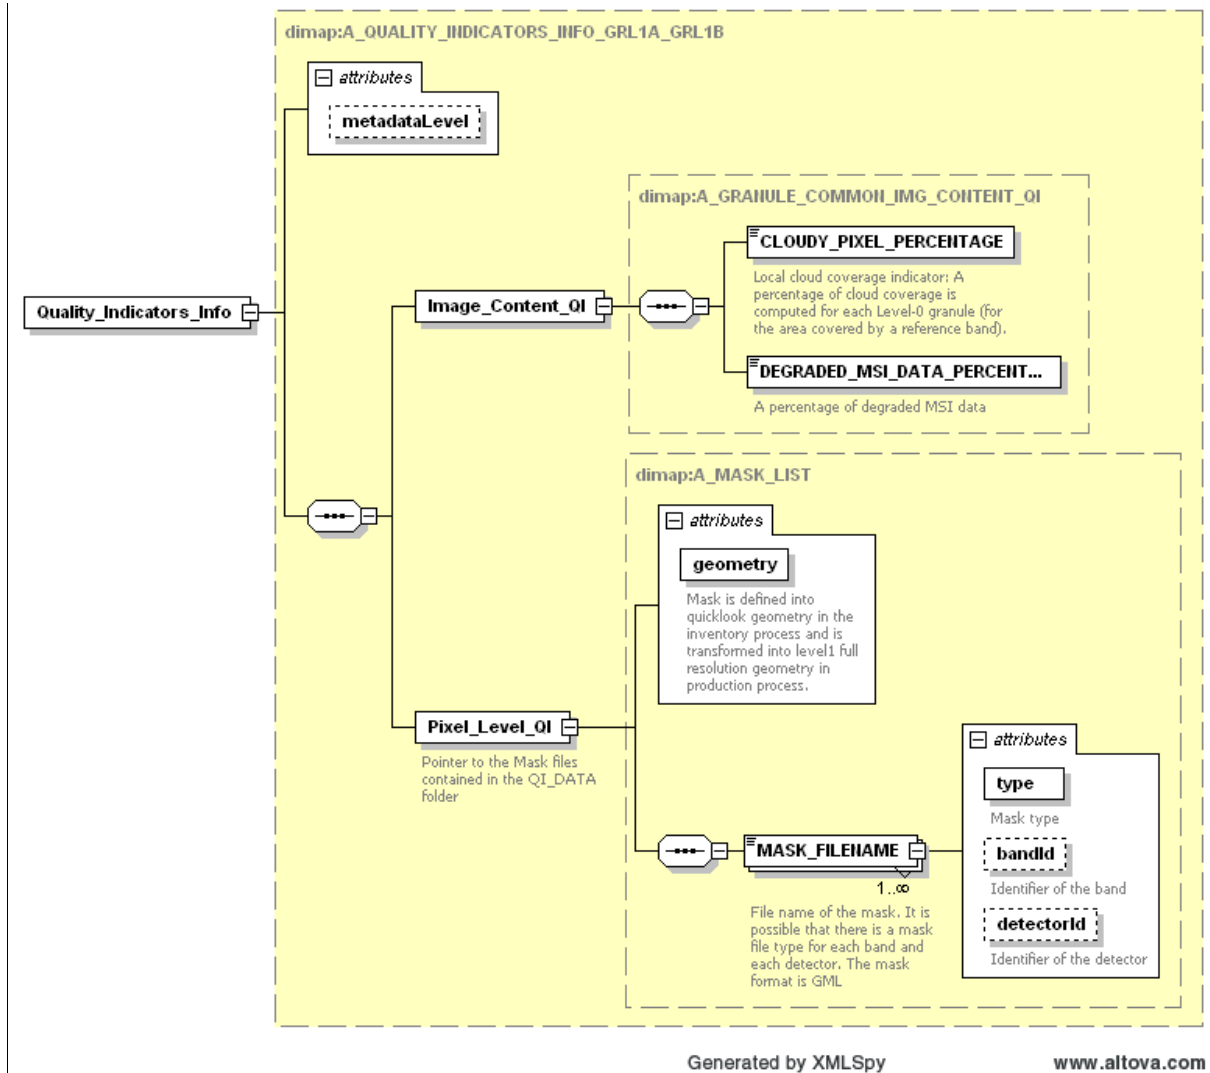 dimap:A_QUALITY_INDICATORS_INFO_GRL1A_GRL1B
attributes
metadataLevel
Quality_Indicators_Info
dimap:A_GRANULE_COMMON_IMG_CONTENT_QI
Image_Content_QI
CLOUDY_PIXEL_PERCENTAGE
Local cloud coverage indicator: A
percentage of cloud coverage is
computed for each Level-0 granule (for
the area covered by a reference band).
DEGRADED_MSI_DATA_PERCENT...
A percentage of degraded MSI data
dimap:A_MASK_LIST
attributes
geometry
Mask is defined into
quicklook geometry in the
inventory process and is
transformed into level1 full
resolution geometry in
production process.
Pixel_Level_QI
Pointer to the Mask files
contained in the QI_DATA
folder
MASK_FILENAME
1..∞
File name of the mask. It is
possible that there is a mask
file type for each band and
each detector. The mask
format is GML
attributes
type
Mask type
bandId
Identifier of the band
detectorId
Identifier of the detector
Generated by XMLSpy
www.altova.com